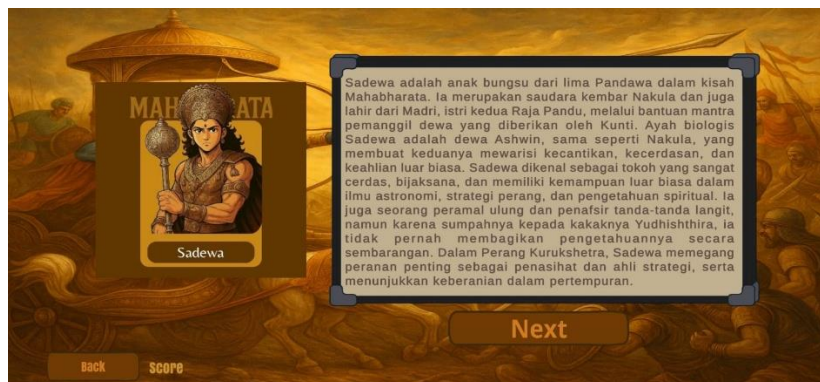 MAHABHARATA
Sadewa
Sadewa adalah anak bungsu dari lima Pandawa dalam kisah
Mahabharata. Ia merupakan saudara kembar Nakula dan juga
lahir dari Madri, istri kedua Raja Pandu, melalui bantuan mantra
pemanggil dewa yang diberikan oleh Kunti. Ayah biologis
Sadewa adalah dewa Ashwin, sama seperti Nakula, yang
membuat keduanya mewarisi kecantikan, kecerdasan, dan
keahlian luar biasa. Sadewa dikenal sebagai tokoh yang sangat
cerdas, bijaksana, dan memiliki kemampuan luar biasa dalam
ilmu astronomi, strategi perang, dan pengetahuan spiritual. Ia
juga seorang peramal ulung dan penafsir tanda-tanda langit,
namun karena sumpahnya kepada kakaknya Yudhishthira, ia
tidak pernah membagikan pengetahuannya secara
sembarangan. Dalam Perang Kurukshetra, Sadewa memegang
peranan penting sebagai penasihat dan ahli strategi, serta
menunjukkan keberanian dalam pertempuran.
Next
Back
Score